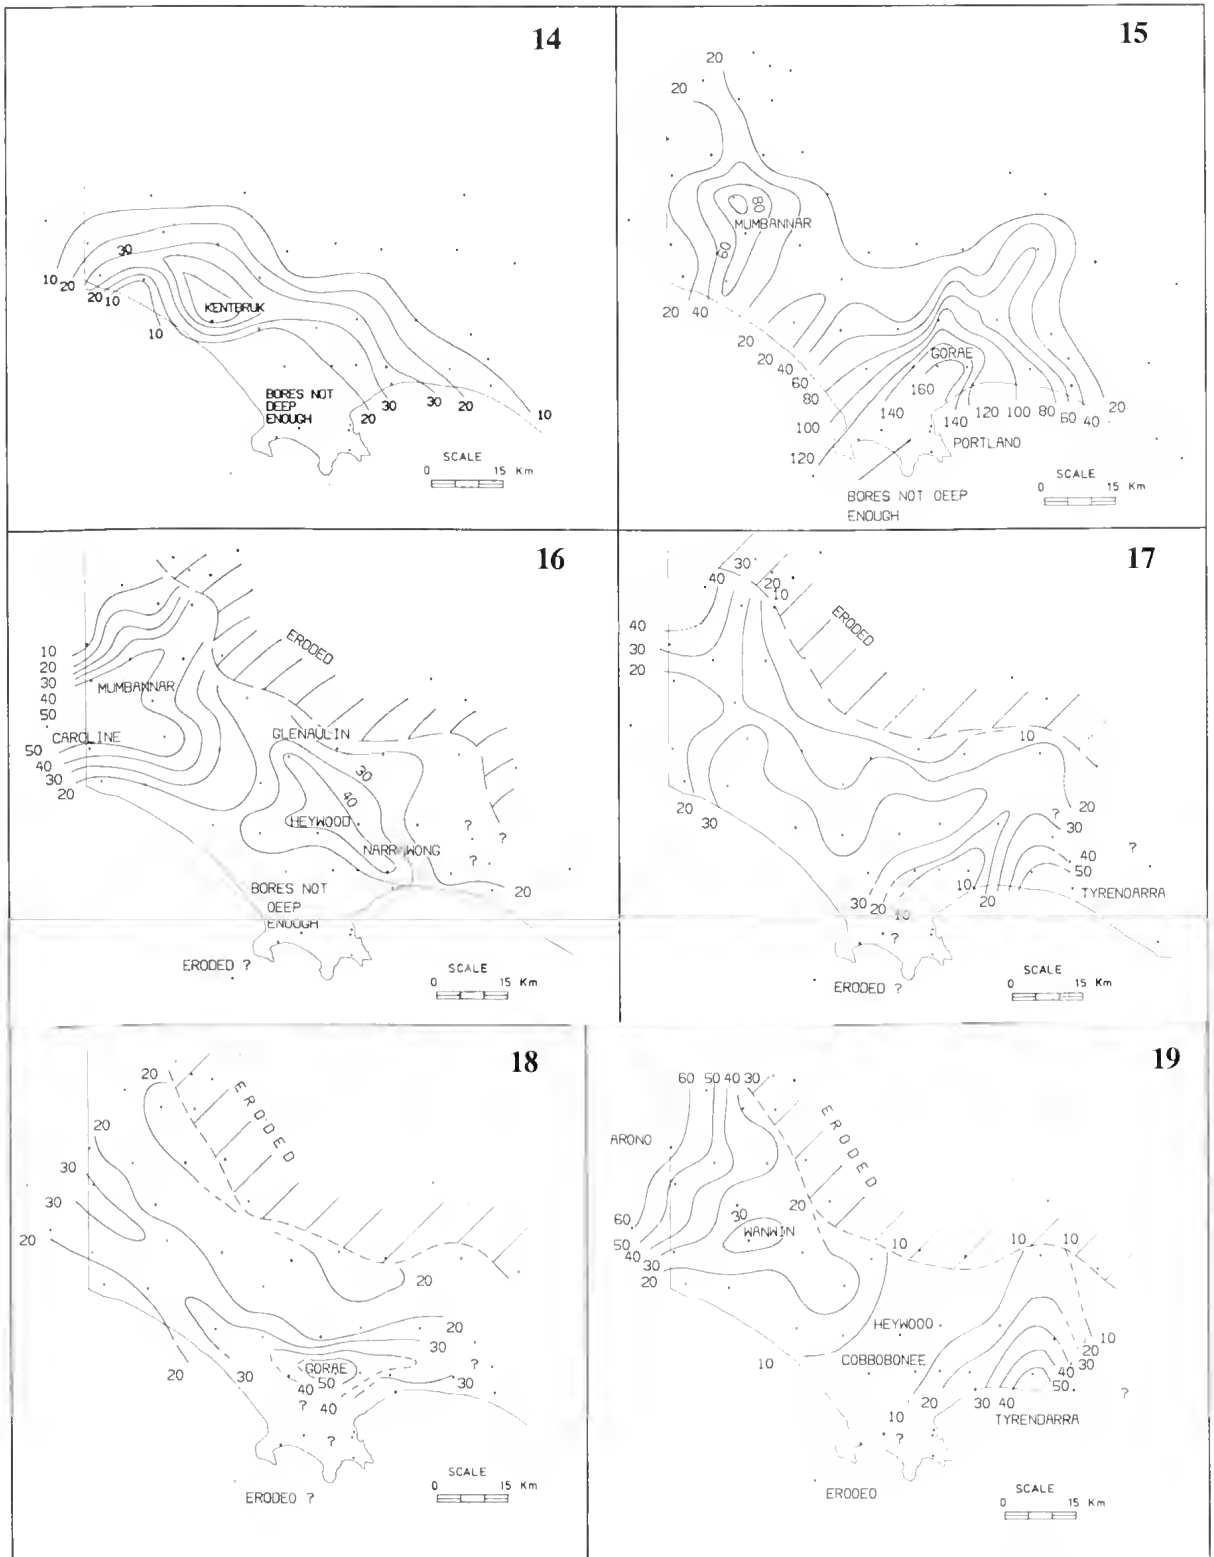 14
30
10
20
20
10
KENTBRUK
10
BORES NOT
DEEP
ENOUGH
20
30
30
20
10
SCALE
0 15 Km
15
20
20
80
MUMBANNAR
60
20 40
20
20
40
60
80
100
120
GORAE
160
140
140
120
100
80
60
40
20
PORTLANO
SCALE
0 15 Km
BORES NOT OEEP
ENOUGH
16
ERODED
10
20
30
40
50
MUMBANNAR
CAROLINE
50
40
30
20
GLENAULIN
30
40
HEYWOOD
NARRAWONG
?
?
?
?
20
BORES NOT
OEEP
ENOUGH
ERODED ?
SCALE
0 15 Km
17
30
40
20
10
ERODED
40
30
20
10
20
30
20
?
30
40
50
?
TYRENOARRA
30
20
10
10
20
?
ERODED ?
SCALE
0 15 Km
18
20
ERODED
20
30
30
20
20
20
30
GORAE
50
40
?
40
?
30
20
30
?
ERODEO ?
SCALE
0 15 Km
19
60 50 40 30
ERODED
ARONO
60
50
40
30
20
30
WANWIN
20
10
10
10
10
HEYWOOD
COBBOBONEE
10
20
30
40
50
10
20
30
40
TYRENDARRA
?
10
20
?
ERODEO
SCALE
0 15 Km